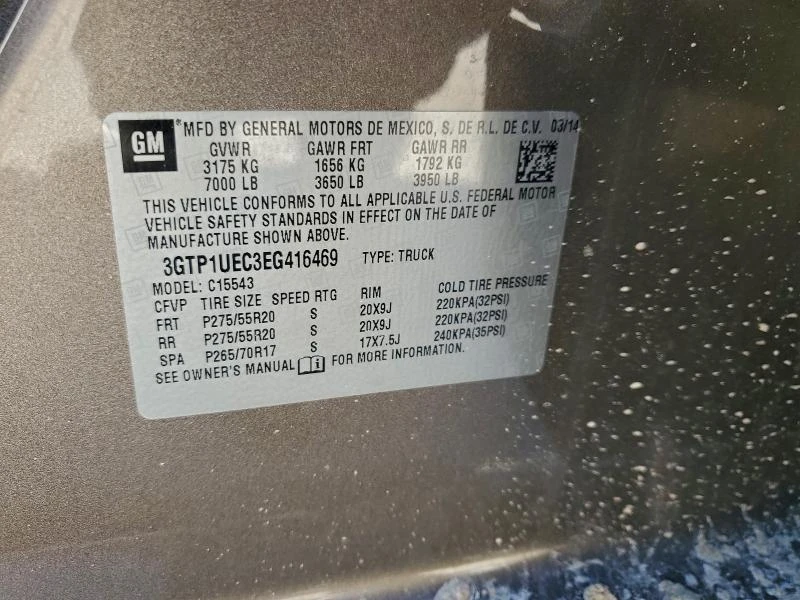 GM
MFD BY GENERAL MOTORS DE MEXICO, S. DE R.L. DE C.V. 03/14
GVWR GAWR FRT GAWR RR
3175 KG 1656 KG 1792 KG
7000 LB 3650 LB 3950 LB
THIS VEHICLE CONFORMS TO ALL APPLICABLE U.S. FEDERAL MOTOR
VEHICLE SAFETY STANDARDS IN EFFECT ON THE DATE OF
MANUFACTURE SHOWN ABOVE.
3GTP1UEC3EG416469 TYPE: TRUCK
MODEL: C15543
CFVP TIRE SIZE SPEED RTG RIM COLD TIRE PRESSURE
FRT P275/55R20 S 20X9J 220KPA(32PSI)
RR P275/55R20 S 20X9J 220KPA(32PSI)
SPA P265/70R17 S 17X7.5J 240KPA(35PSI)
SEE OWNER'S MANUAL FOR MORE INFORMATION.